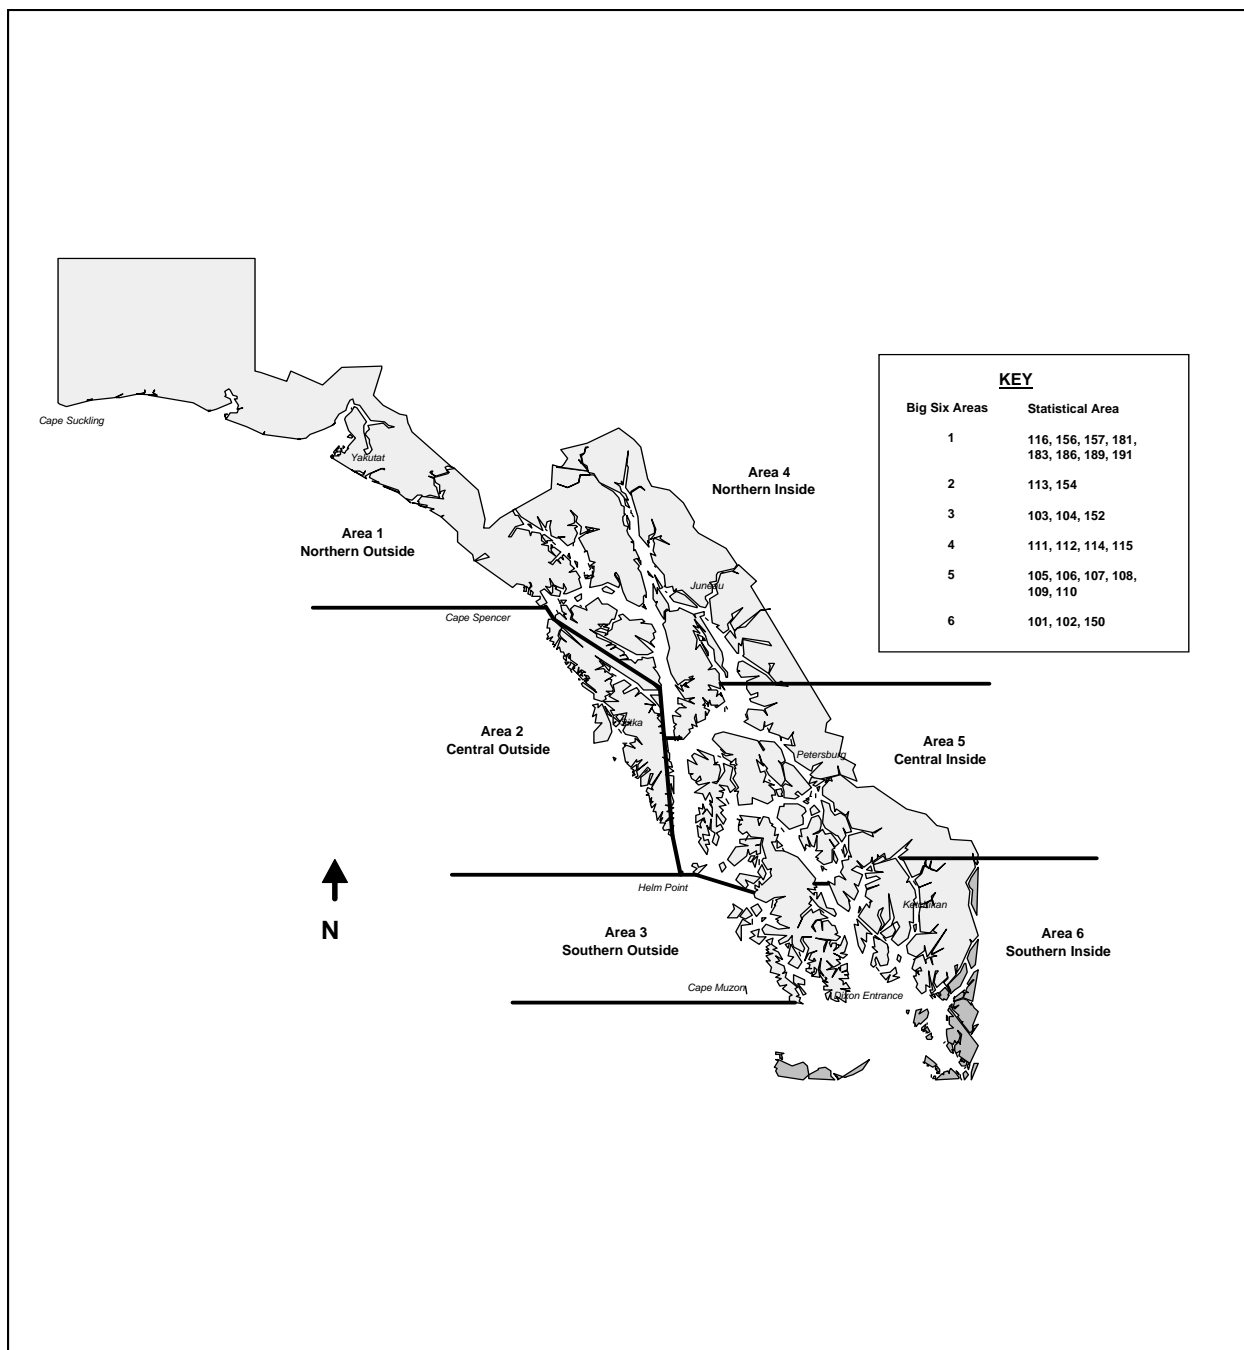 KEY
Big Six Areas Statistical Area
1 116, 156, 157, 181,
183, 186, 189, 191
2 113, 154
3 103, 104, 152
4 111, 112, 114, 115
5 105, 106, 107, 108,
109, 110
6 101, 102, 150
Cape Suckling
Yakutat
Area 4
Northern Inside
Area 1
Northern Outside
Juneau
Cape Spencer
Sitka
Area 2
Central Outside
Area 5
Central Inside
Petersburg
Helm Point
Ketchikan
N
Area 3
Southern Outside
Area 6
Southern Inside
Cape Muzon
Dixon Entrance